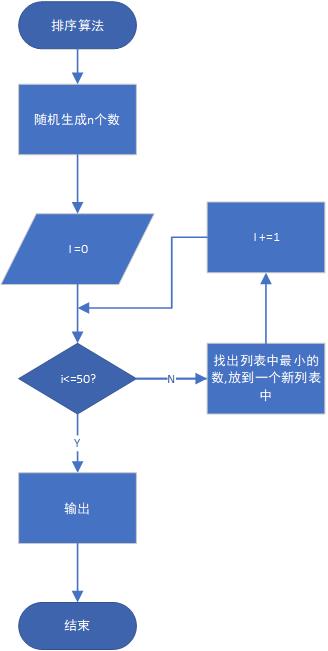 排序算法
随机生成n个数
I =0
I +=1
i<=50?
N
找出列表中最小的
数,放到一个新列表
中
Y
输出
结束